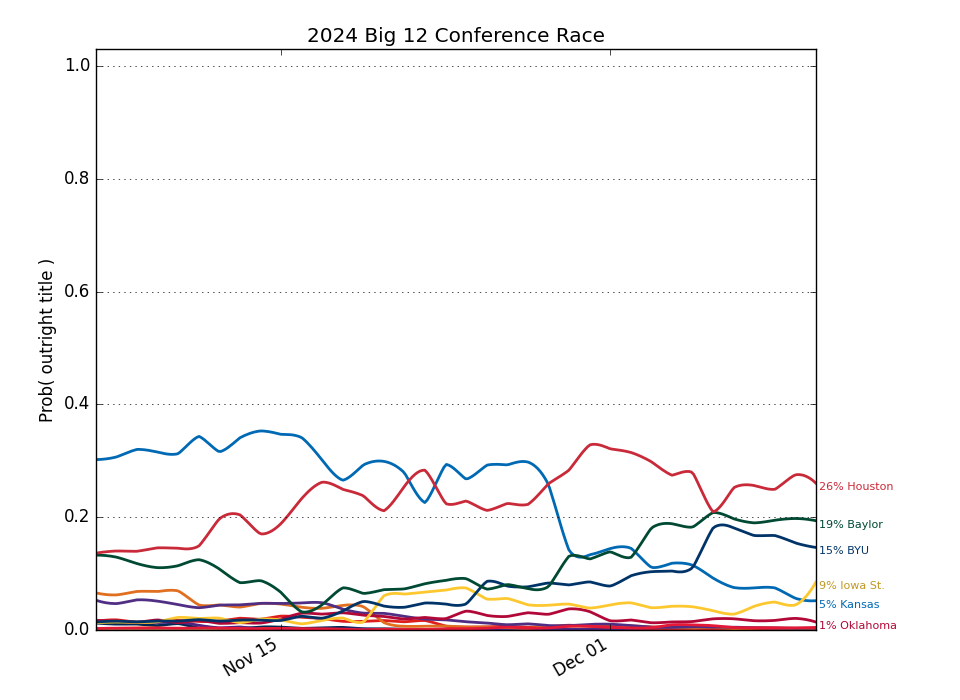 2024 Big 12 Conference Race
1.0
0.8
0.6
0.4
0.2
0.0
Prob( outright title )
Nov 15
Dec 01
26% Houston
19% Baylor
15% BYU
9% Iowa St.
5% Kansas
1% Oklahoma